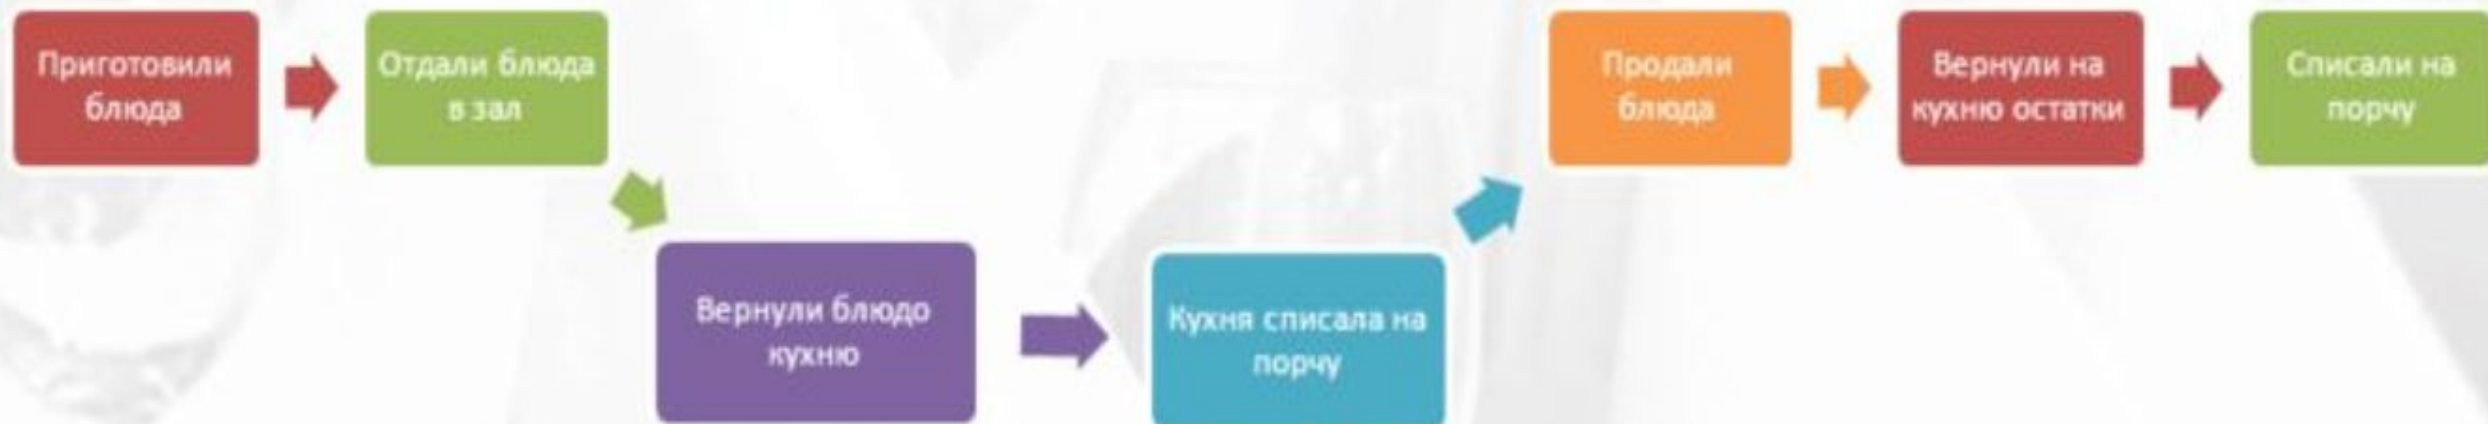 Приготовили
блюда
Отдали блюда
в зал
Вернули блюдо
кухню
Кухня списала на
порчу
Продали
блюда
Вернули на
кухню остатки
Списали на
порчу